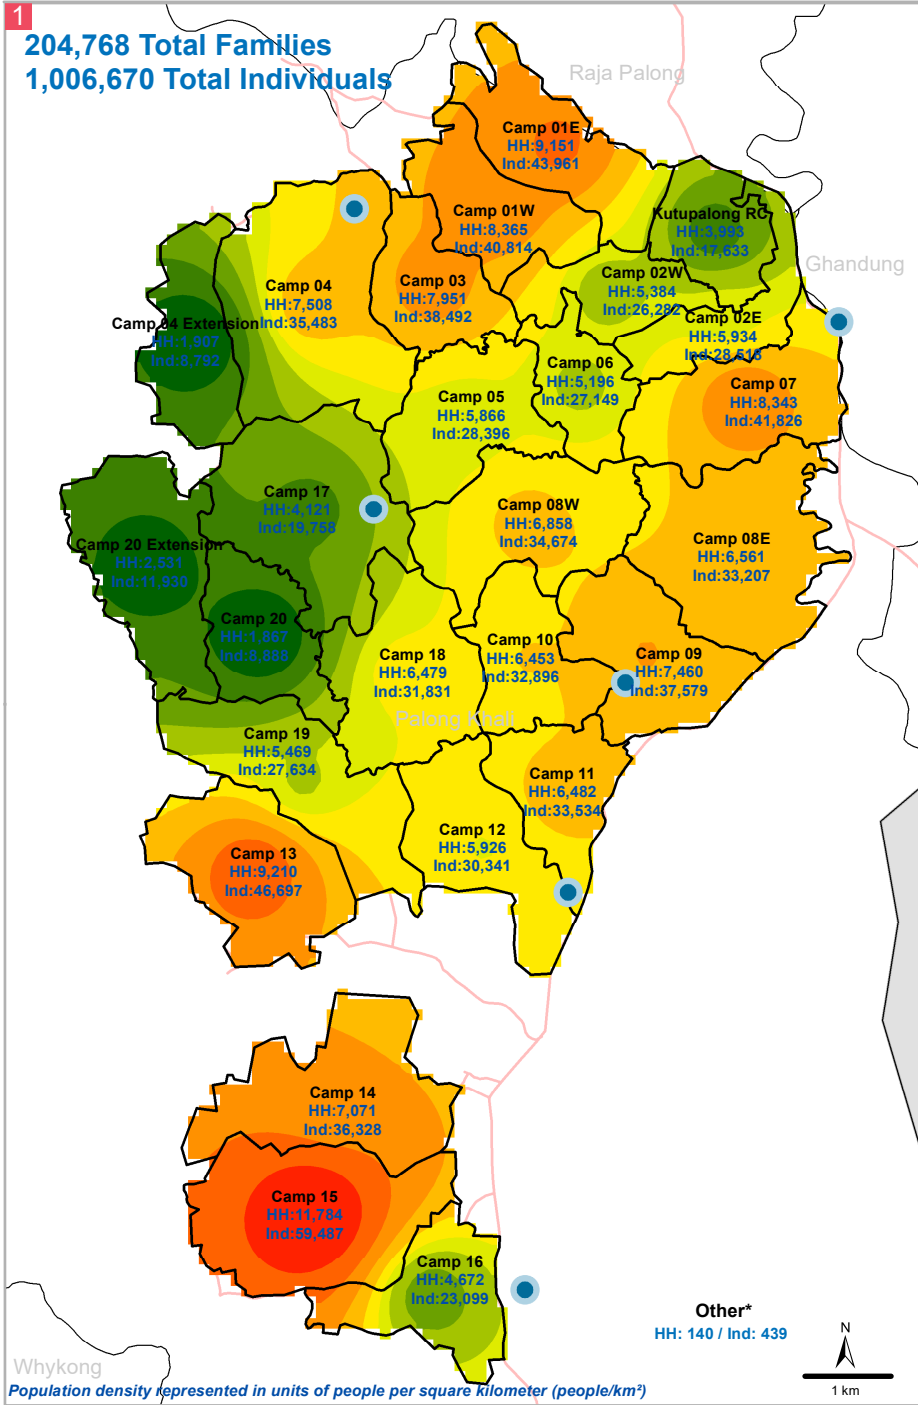 1
204,768 Total Families
1,006,670 Total Individuals
Raja Palong
Camp 01E
HH:9,151
Ind:43,961
Camp 01W
HH:8,365
Ind:40,814
Kutupalong RC
HH:3,993
Ind:17,633
Ghandung
Camp 04
HH:7,508
Ind:35,483
Camp 03
HH:7,951
Ind:38,492
Camp 02W
HH:5,384
Ind:26,282
Camp 04 Extension
HH:1,907
Ind:8,792
Camp 02E
HH:5,934
Camp 06
HH:5,196
Ind:27,149
Camp 07
HH:8,343
Ind:41,826
Camp 05
HH:5,866
Ind:28,396
Camp 17
HH:4,121
Ind:19,758
Camp 08W
HH:6,858
Ind:34,674
Camp 08E
HH:6,561
Ind:33,207
Camp 20 Extension
HH:2,531
Ind:11,930
Camp 20
HH:1,867
Ind:8,888
Camp 18
HH:6,479
Ind:31,831
Camp 10
HH:6,453
Ind:32,896
Camp 09
HH:7,460
Ind:37,579
Palong Khali
Camp 19
HH:5,469
Ind:27,634
Camp 11
HH:6,482
Ind:33,534
Camp 12
HH:5,926
Ind:30,341
Camp 13
HH:9,210
Ind:46,697
Camp 14
HH:7,071
Ind:36,328
Camp 15
HH:11,784
Ind:59,487
Camp 16
HH:4,672
Ind:23,099
Other*
HH: 140 / Ind: 439
N
1 km
Whykong
Population density represented in units of people per square kilometer (people/km²)